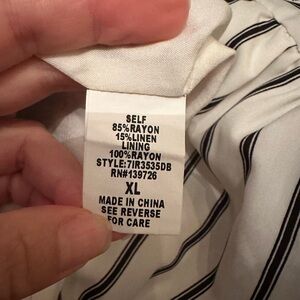 SELF
85%RAYON
15%LINEN
LINING
100%RAYON
STYLE:7IR3535DB
RN#139726
XL
MADE IN CHINA
SEE REVERSE
FOR CARE